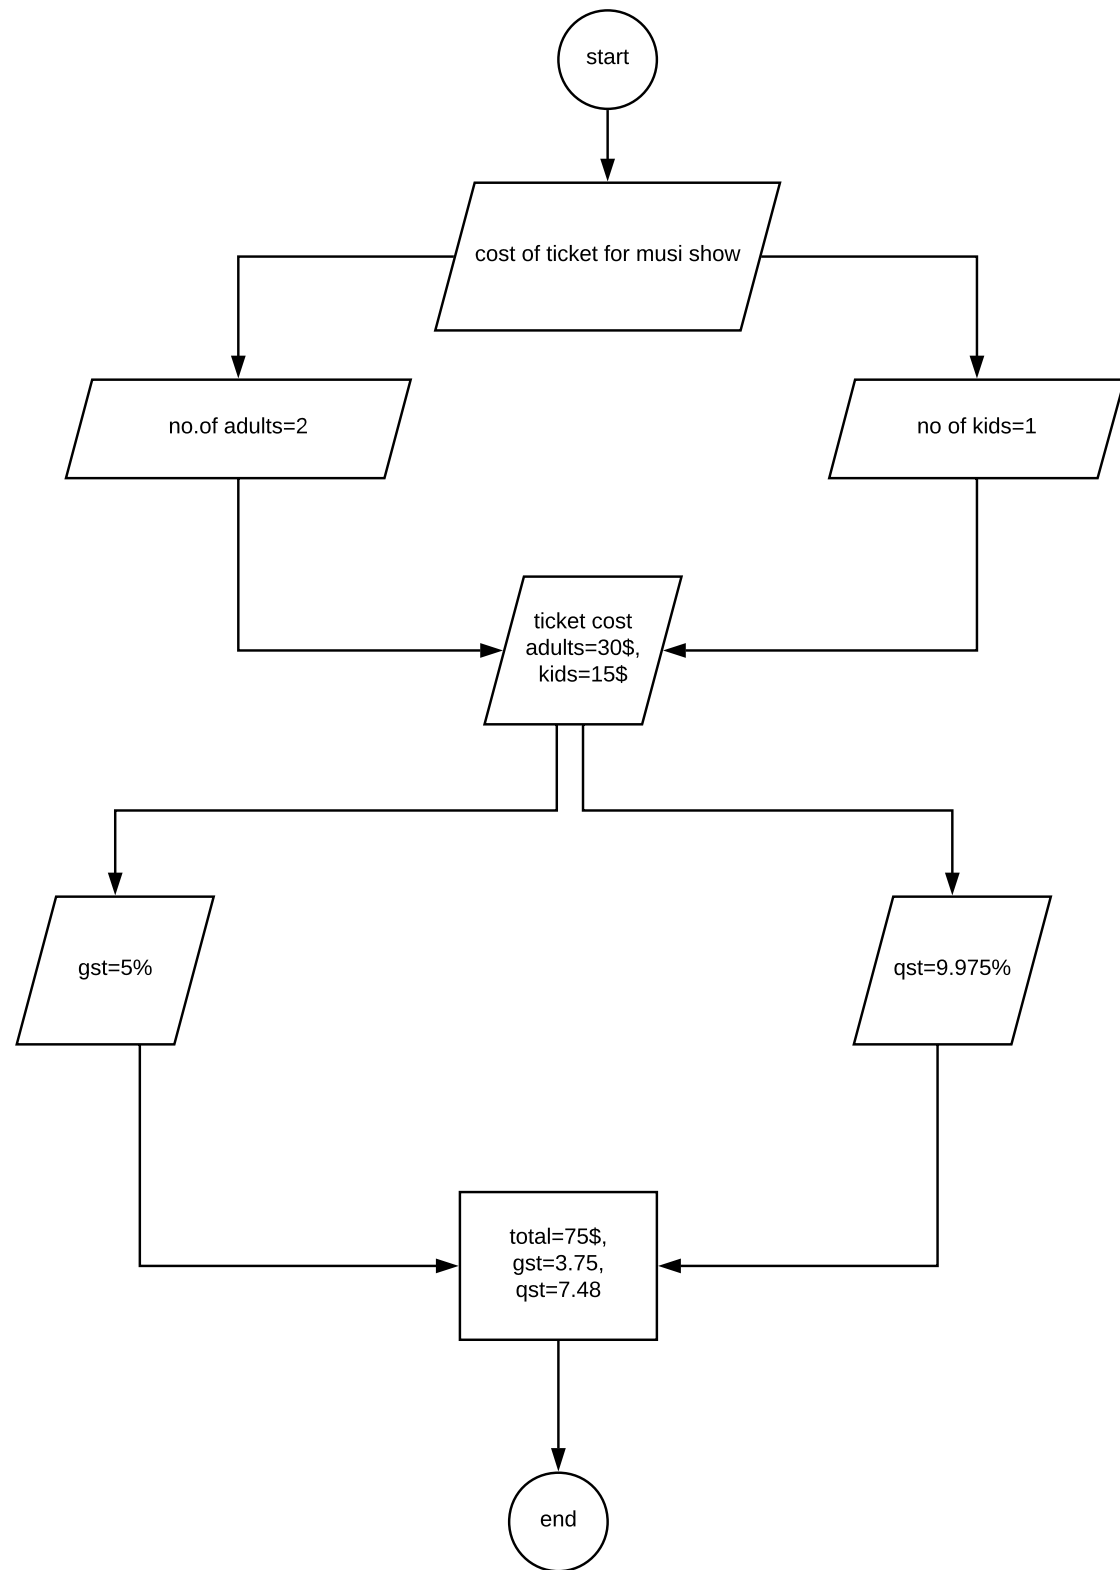 start
cost of ticket for musi show
no.of adults=2
no of kids=1
ticket cost
adults=30$,
kids=15$
gst=5%
qst=9.975%
total=75$,
gst=3.75,
qst=7.48
end